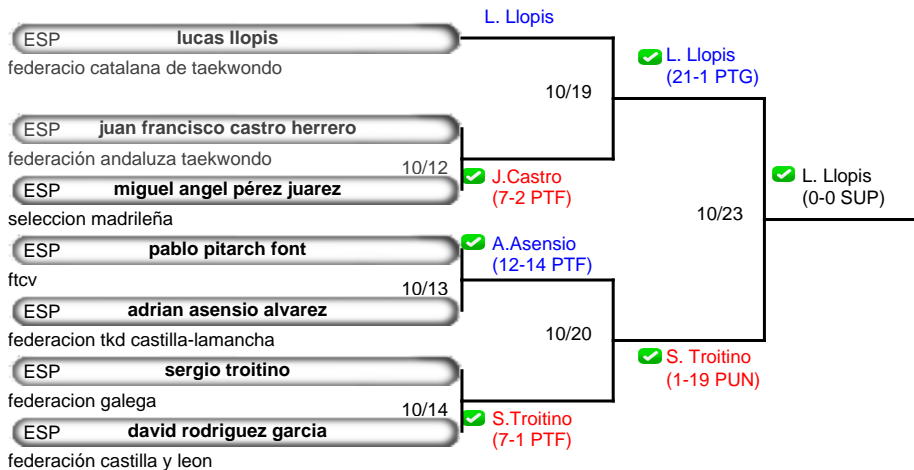 ESP lucas llopis
federacio catalana de taekwondo
ESP juan francisco castro herrero
federación andaluza taekwondo
ESP miguel angel pérez juarez
seleccion madrileña
ESP pablo pitarch font
ftcv
ESP adrian asensio alvarez
federacion tkd castilla-lamancha
ESP sergio troitino
federacion galega
ESP david rodriguez garcia
federación castilla y leon
L. Llopis
10/12
J.Castro
(7-2 PTF)
A.Asensio
(12-14 PTF)
10/13
10/14
S.Troitino
(7-1 PTF)
10/19
L. Llopis
(21-1 PTG)
10/20
S. Troitino
(1-19 PUN)
10/23
L. Llopis
(0-0 SUP)